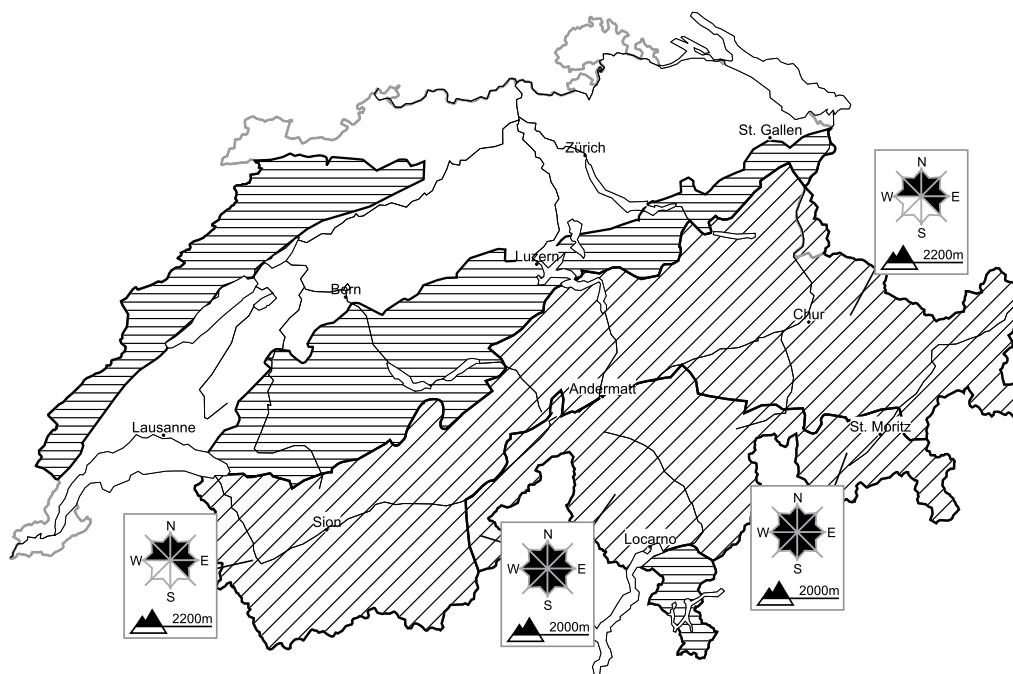 St. Gallen
Zürich
N
W E
S
2200m
Luzern
Bern
Chur
Andermatt
Lausanne
St. Moritz
Sion
Locarno
N
W E
S
2200m
N
W E
S
2000m
N
W E
S
2000m